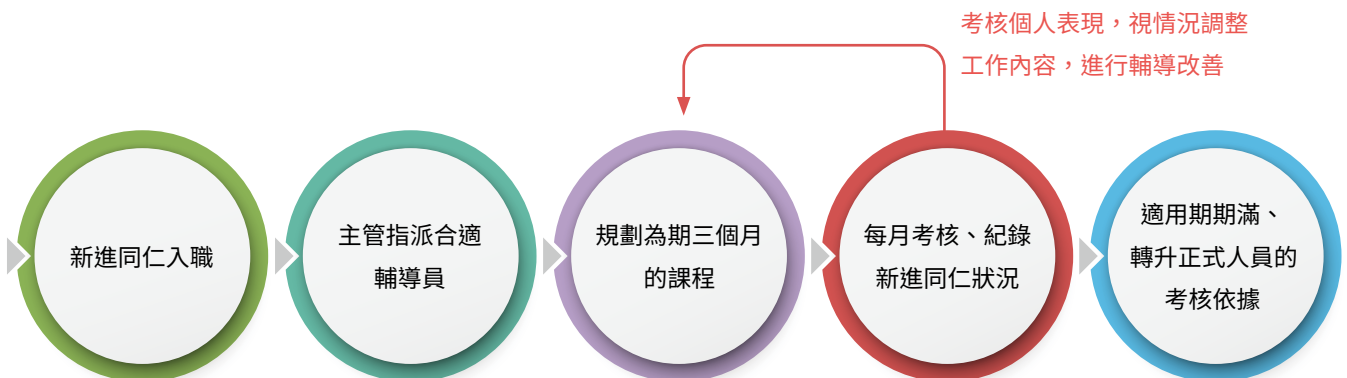 考核個人表現，視情況調整
工作內容，進行輔導改善
新進同仁入職
主管指派合適
輔導員
規劃為期三個月
的課程
每月考核、紀錄
新進同仁狀況
適用期期滿、
轉升正式人員的
考核依據